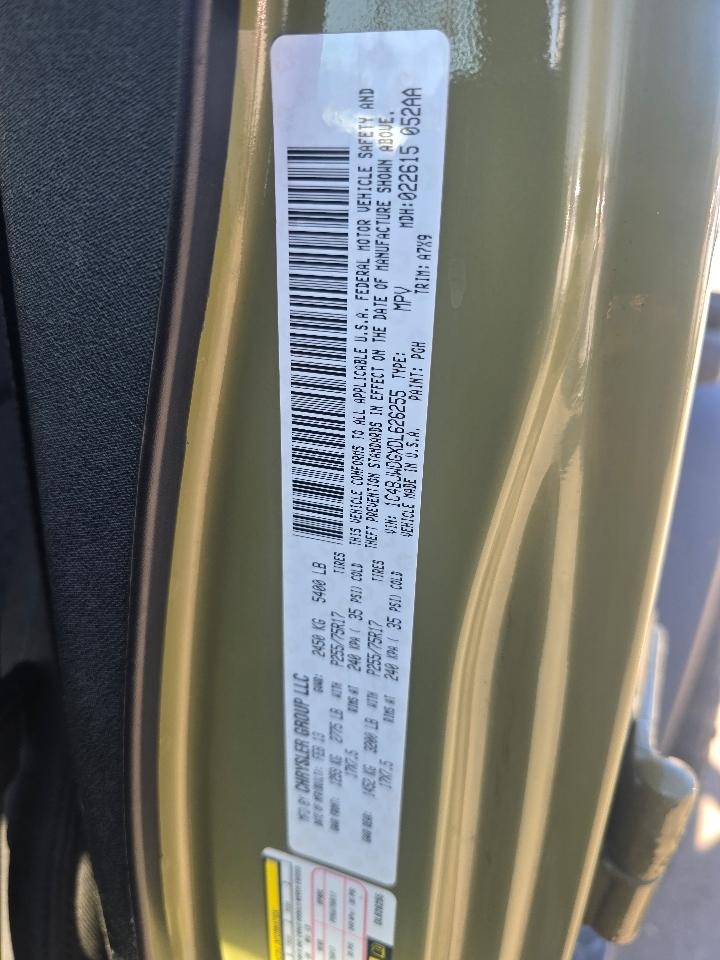 MFD BY CHRYSLER GROUP LLC
DATE OF MFR FEB 13 GVWR: 2450 KG 5400 LB
GAWR FRONT: 1259 KG 2775 LB WITH P255/75R17 TIRES
17X7.5 RIMS AT 240 KPA ( 35 PSI) COLD
GAWR REAR: 1452 KG 3200 LB WITH P255/75R17 TIRES
17X7.5 RIMS AT 240 KPA ( 35 PSI) COLD
THIS VEHICLE CONFORMS TO ALL APPLICABLE U.S.A. FEDERAL MOTOR VEHICLE SAFETY AND
THEFT PREVENTION STANDARDS IN EFFECT ON THE DATE OF MANUFACTURE SHOWN ABOVE.
VIN: 1C4BJWDGXDL626255 TYPE: MPV MDH:022615 052AA
VEHICLE MADE IN U.S.A. PAINT: PGH TRIM: A7X9